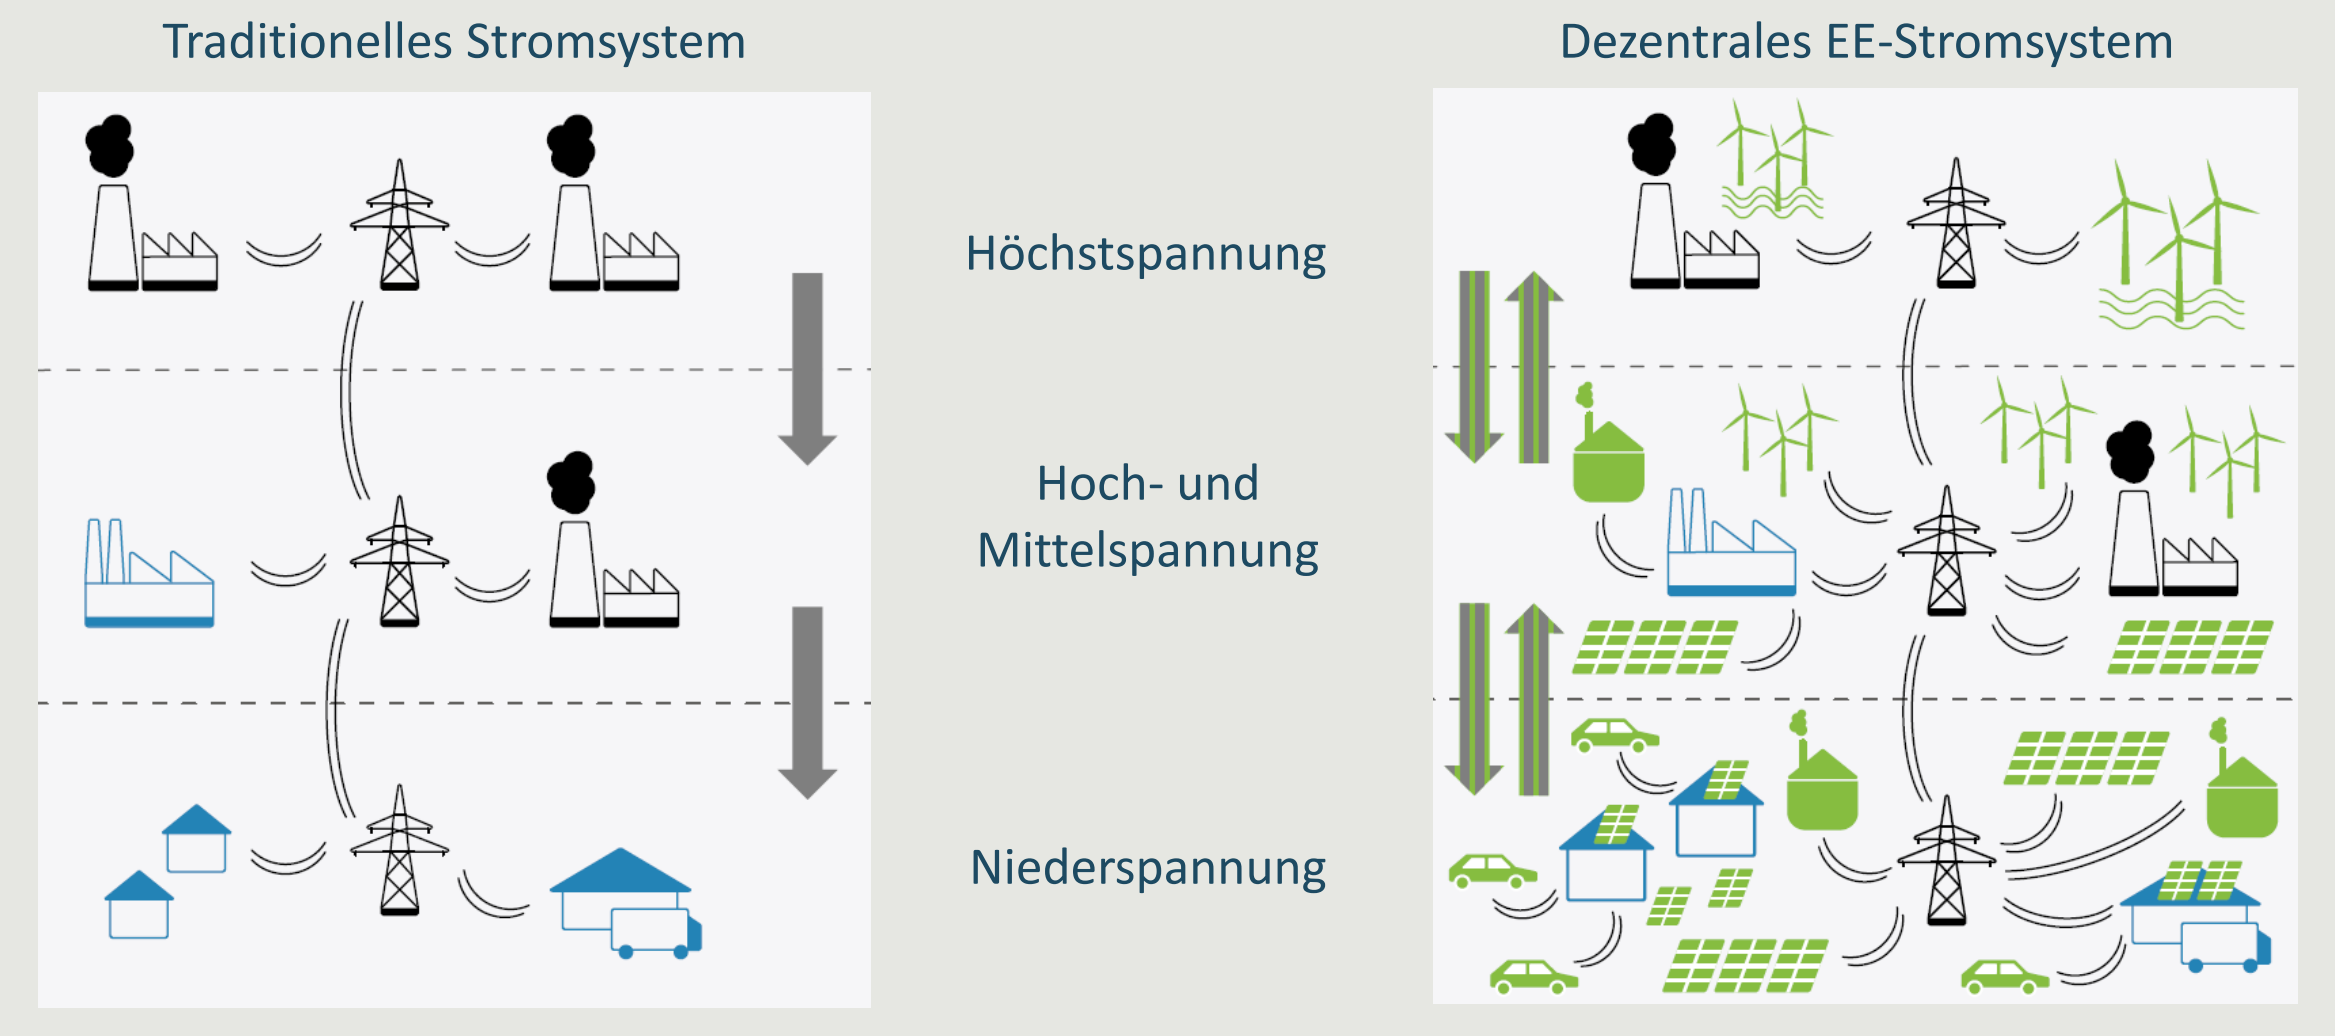 Traditionelles Stromsystem
Dezentrales EE-Stromsystem
Höchstspannung
Hoch- und
Mittelspannung
Niederspannung